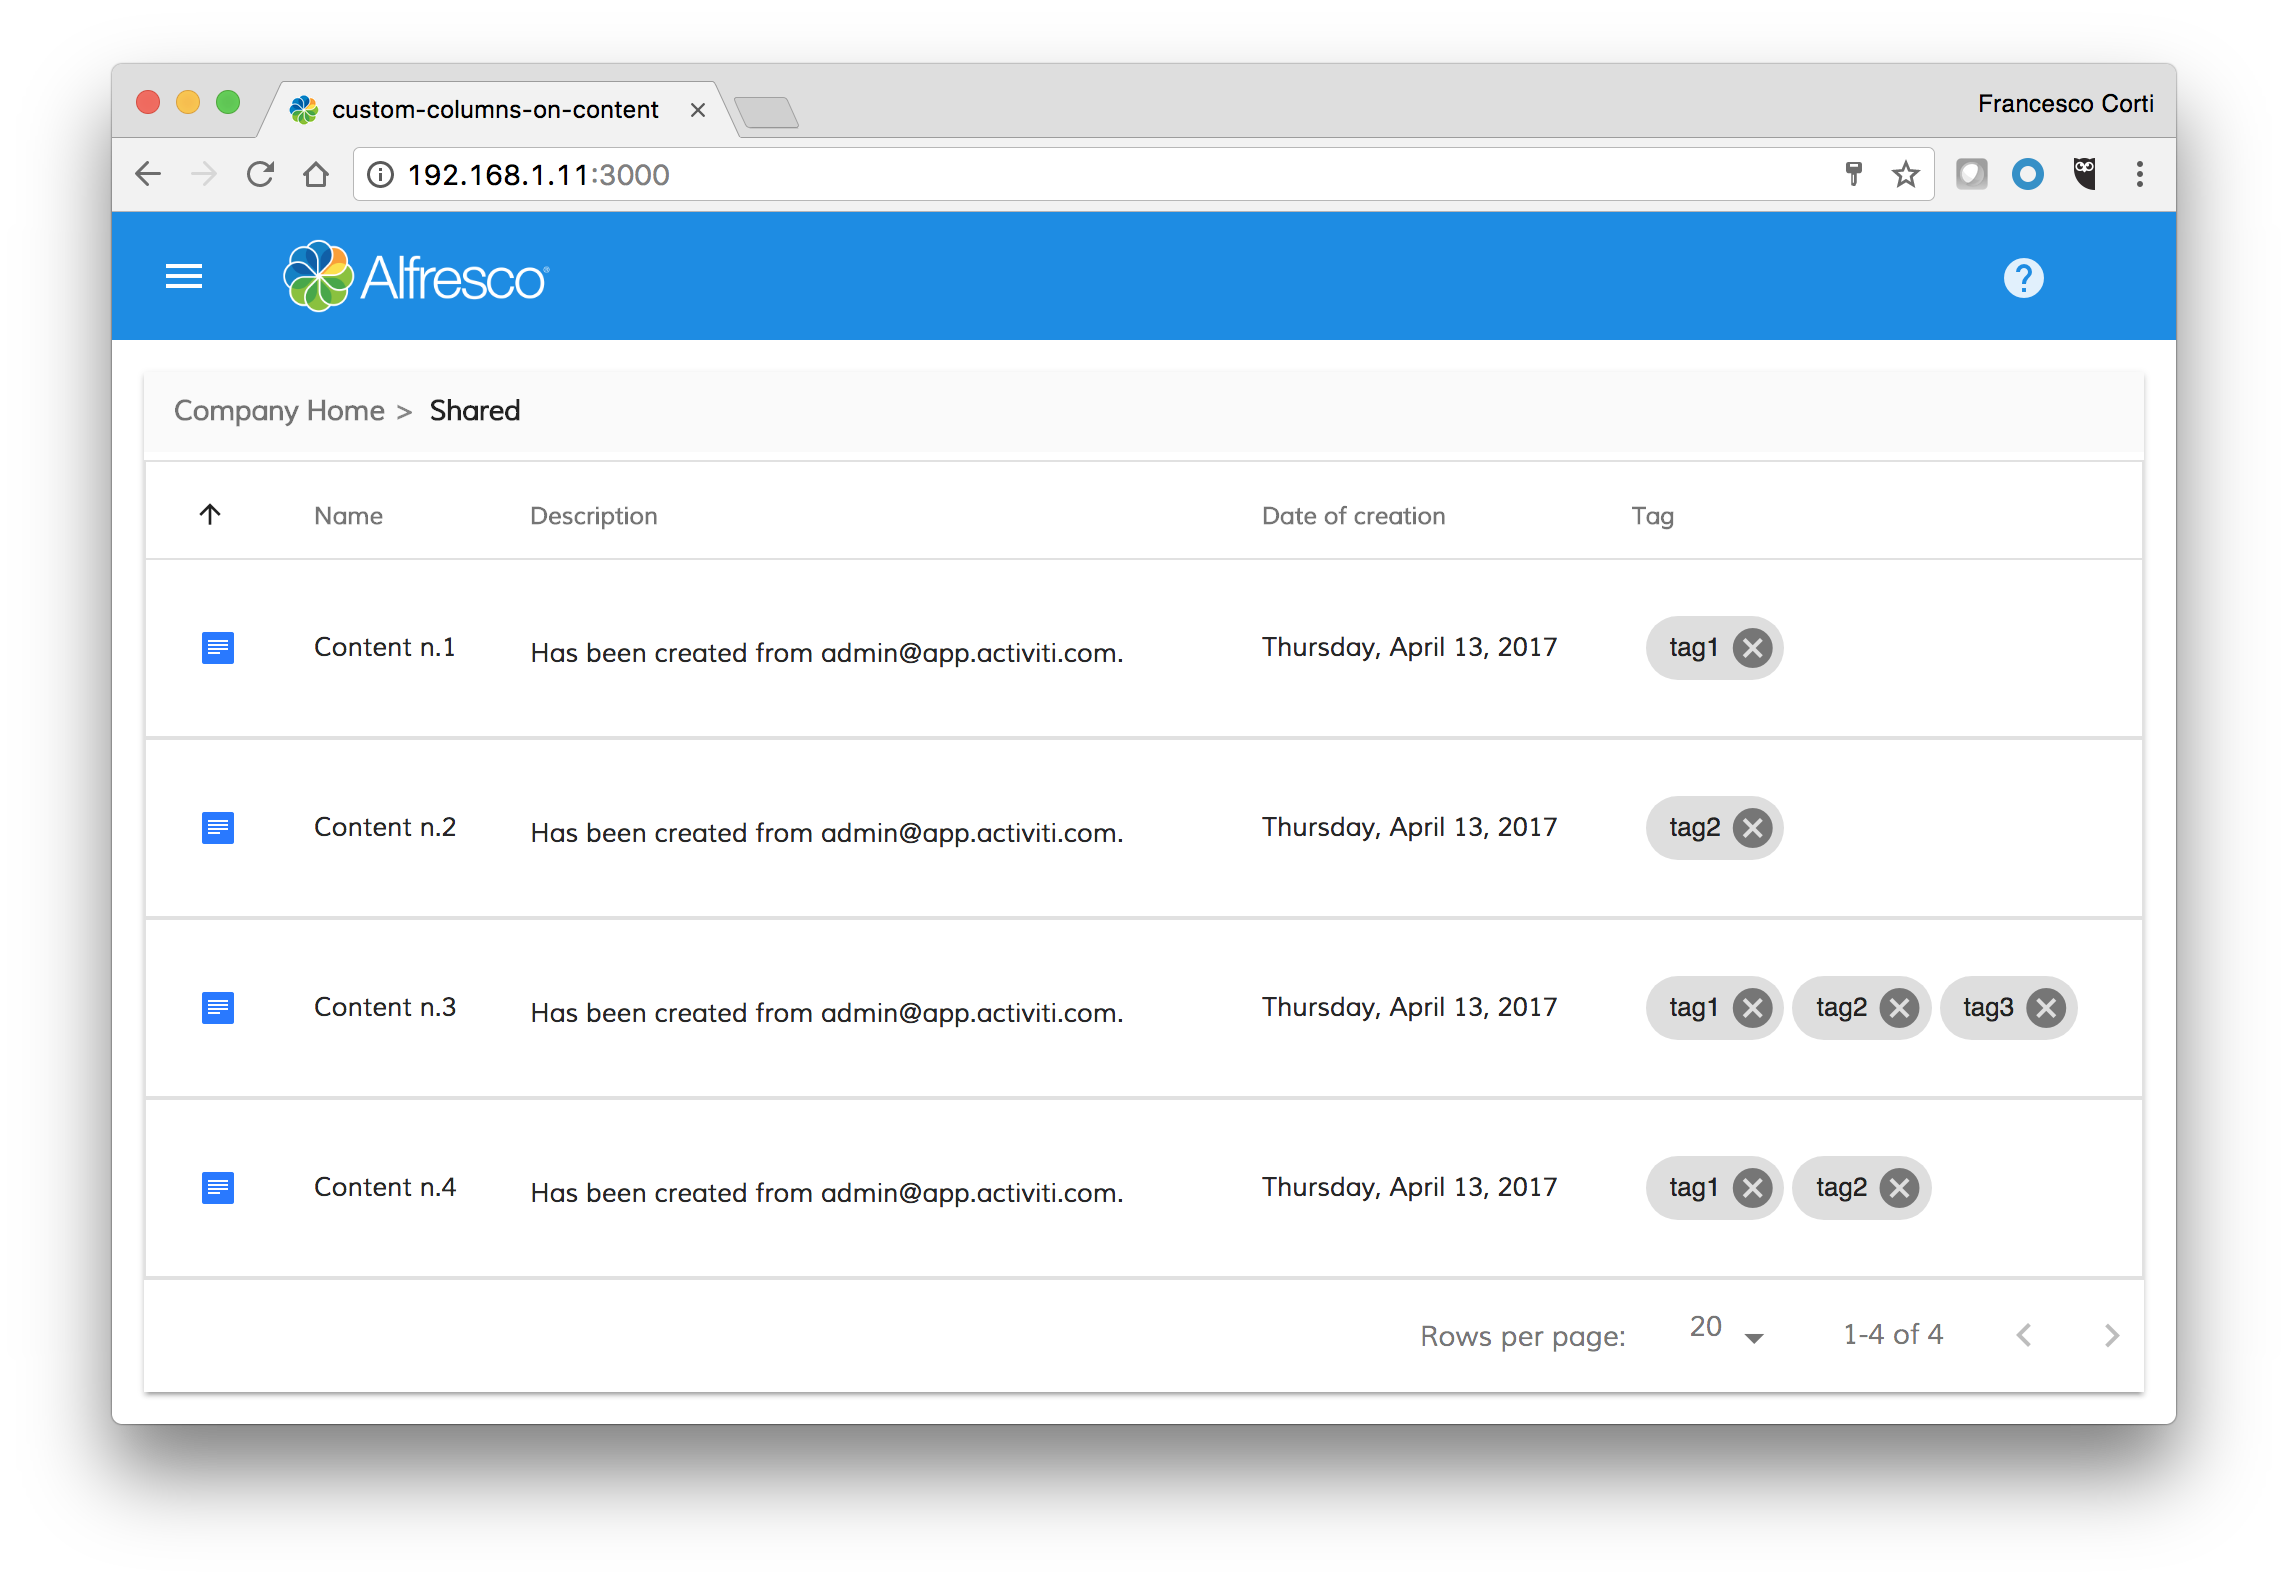 custom-columns-on-content
Francesco Corti
192.168.1.11:3000
Alfresco®
?
Company Home > Shared
Name Description Date of creation Tag
Content n.1 Has been created from admin@app.activiti.com. Thursday, April 13, 2017 tag1
Content n.2 Has been created from admin@app.activiti.com. Thursday, April 13, 2017 tag2
Content n.3 Has been created from admin@app.activiti.com. Thursday, April 13, 2017 tag1 tag2 tag3
Content n.4 Has been created from admin@app.activiti.com. Thursday, April 13, 2017 tag1 tag2
Rows per page: 20 1-4 of 4